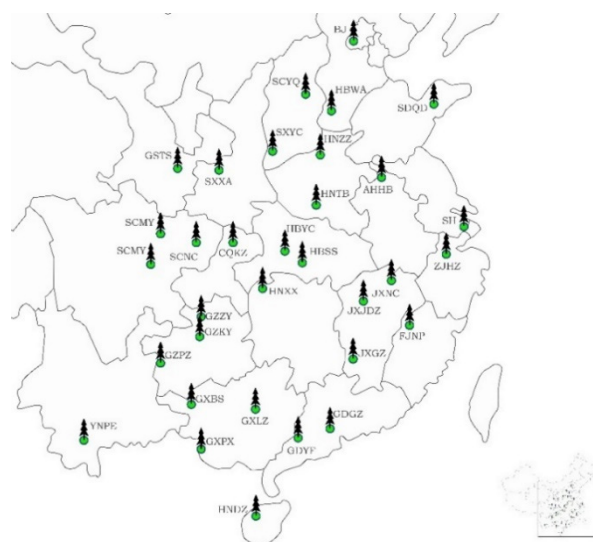 BJ
SCYQ
HBWA
SDQD
SXYC
HNZZ
GSTS
SXXA
AHHB
HNTB
SCMY
SCNC
CQKZ
HBYC
HBSS
SH
ZJHZ
SCMY
HNXX
JXNC
JXJDZ
GZZY
GZKY
FJNP
GZPZ
JXGZ
GXBS
GXLZ
GDGZ
YNPE
GXPX
GDYF
HNDZ